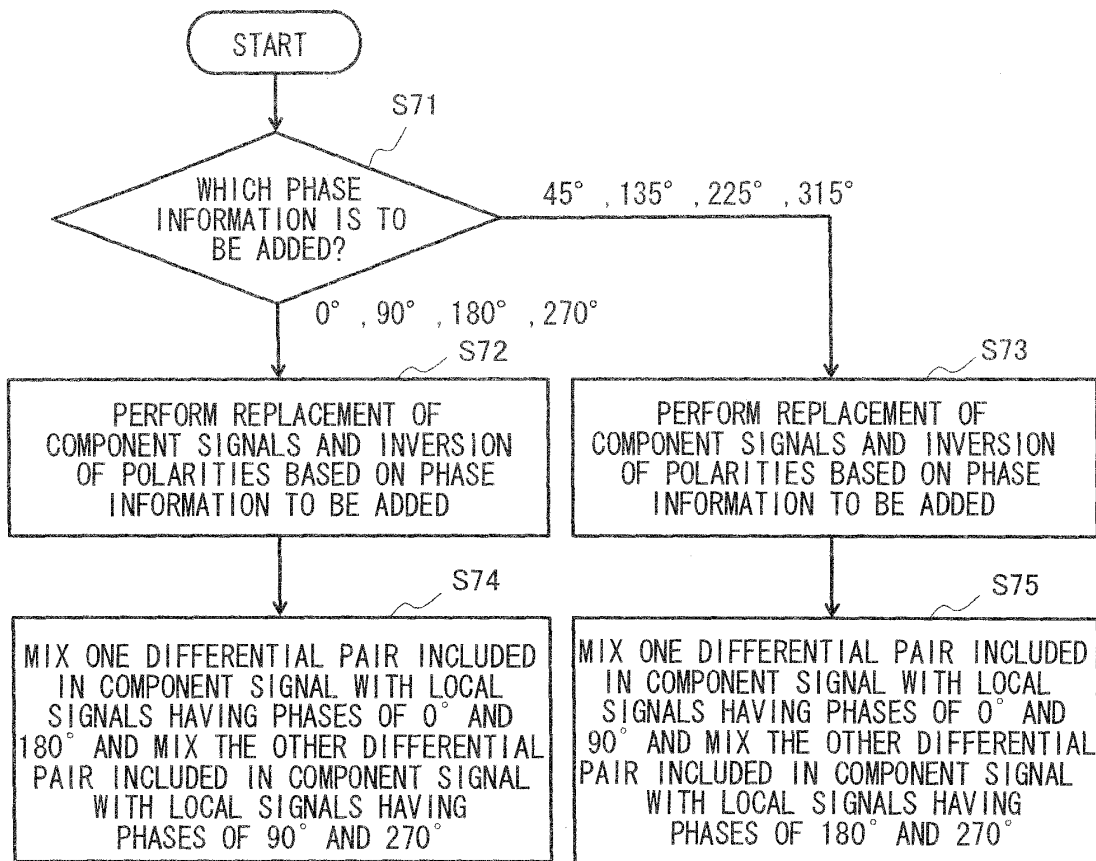 START
S71
WHICH PHASE
INFORMATION IS TO
BE ADDED?
45° ,135° ,225° ,315°
0° ,90° ,180° ,270°
S72
PERFORM REPLACEMENT OF
COMPONENT SIGNALS AND INVERSION
OF POLARITIES BASED ON PHASE
INFORMATION TO BE ADDED
S73
PERFORM REPLACEMENT OF
COMPONENT SIGNALS AND INVERSION
OF POLARITIES BASED ON PHASE
INFORMATION TO BE ADDED
S74
MIX ONE DIFFERENTIAL PAIR INCLUDED
IN COMPONENT SIGNAL WITH LOCAL
SIGNALS HAVING PHASES OF 0° AND
180° AND MIX THE OTHER DIFFERENTIAL
PAIR INCLUDED IN COMPONENT SIGNAL
WITH LOCAL SIGNALS HAVING
PHASES OF 90° AND 270°
S75
MIX ONE DIFFERENTIAL PAIR INCLUDED
IN COMPONENT SIGNAL WITH LOCAL
SIGNALS HAVING PHASES OF 0° AND
90° AND MIX THE OTHER DIFFERENTIAL
PAIR INCLUDED IN COMPONENT SIGNAL
WITH LOCAL SIGNALS HAVING
PHASES OF 180° AND 270°